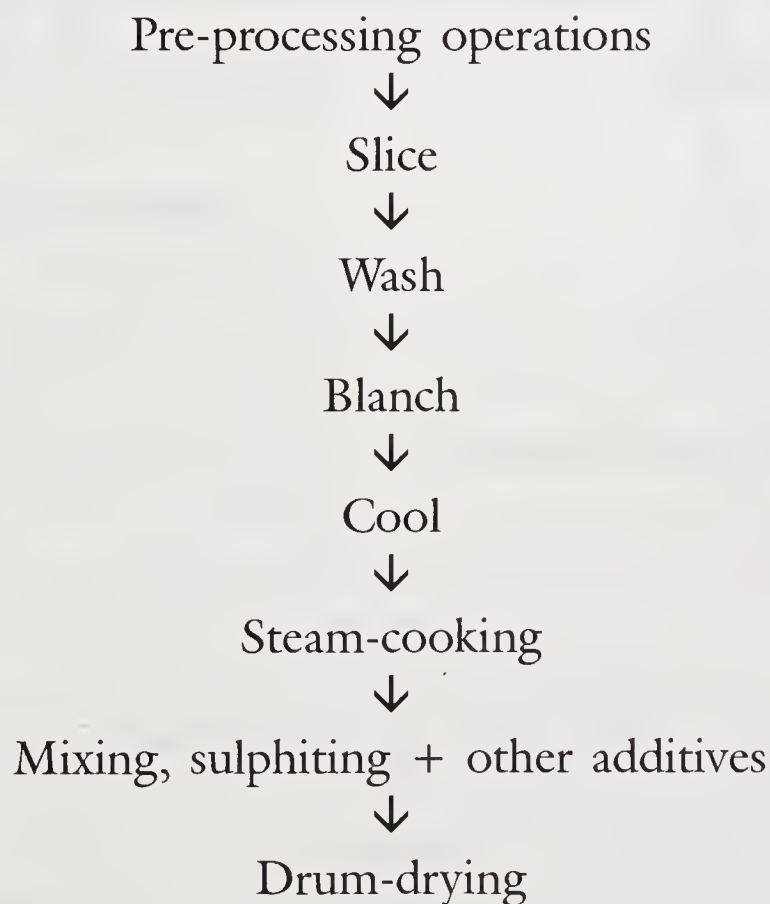 Pre-processing operations
↓
Slice
↓
Wash
↓
Blanch
↓
Cool
↓
Steam-cooking
↓
Mixing, sulphiting + other additives
↓
Drum-drying